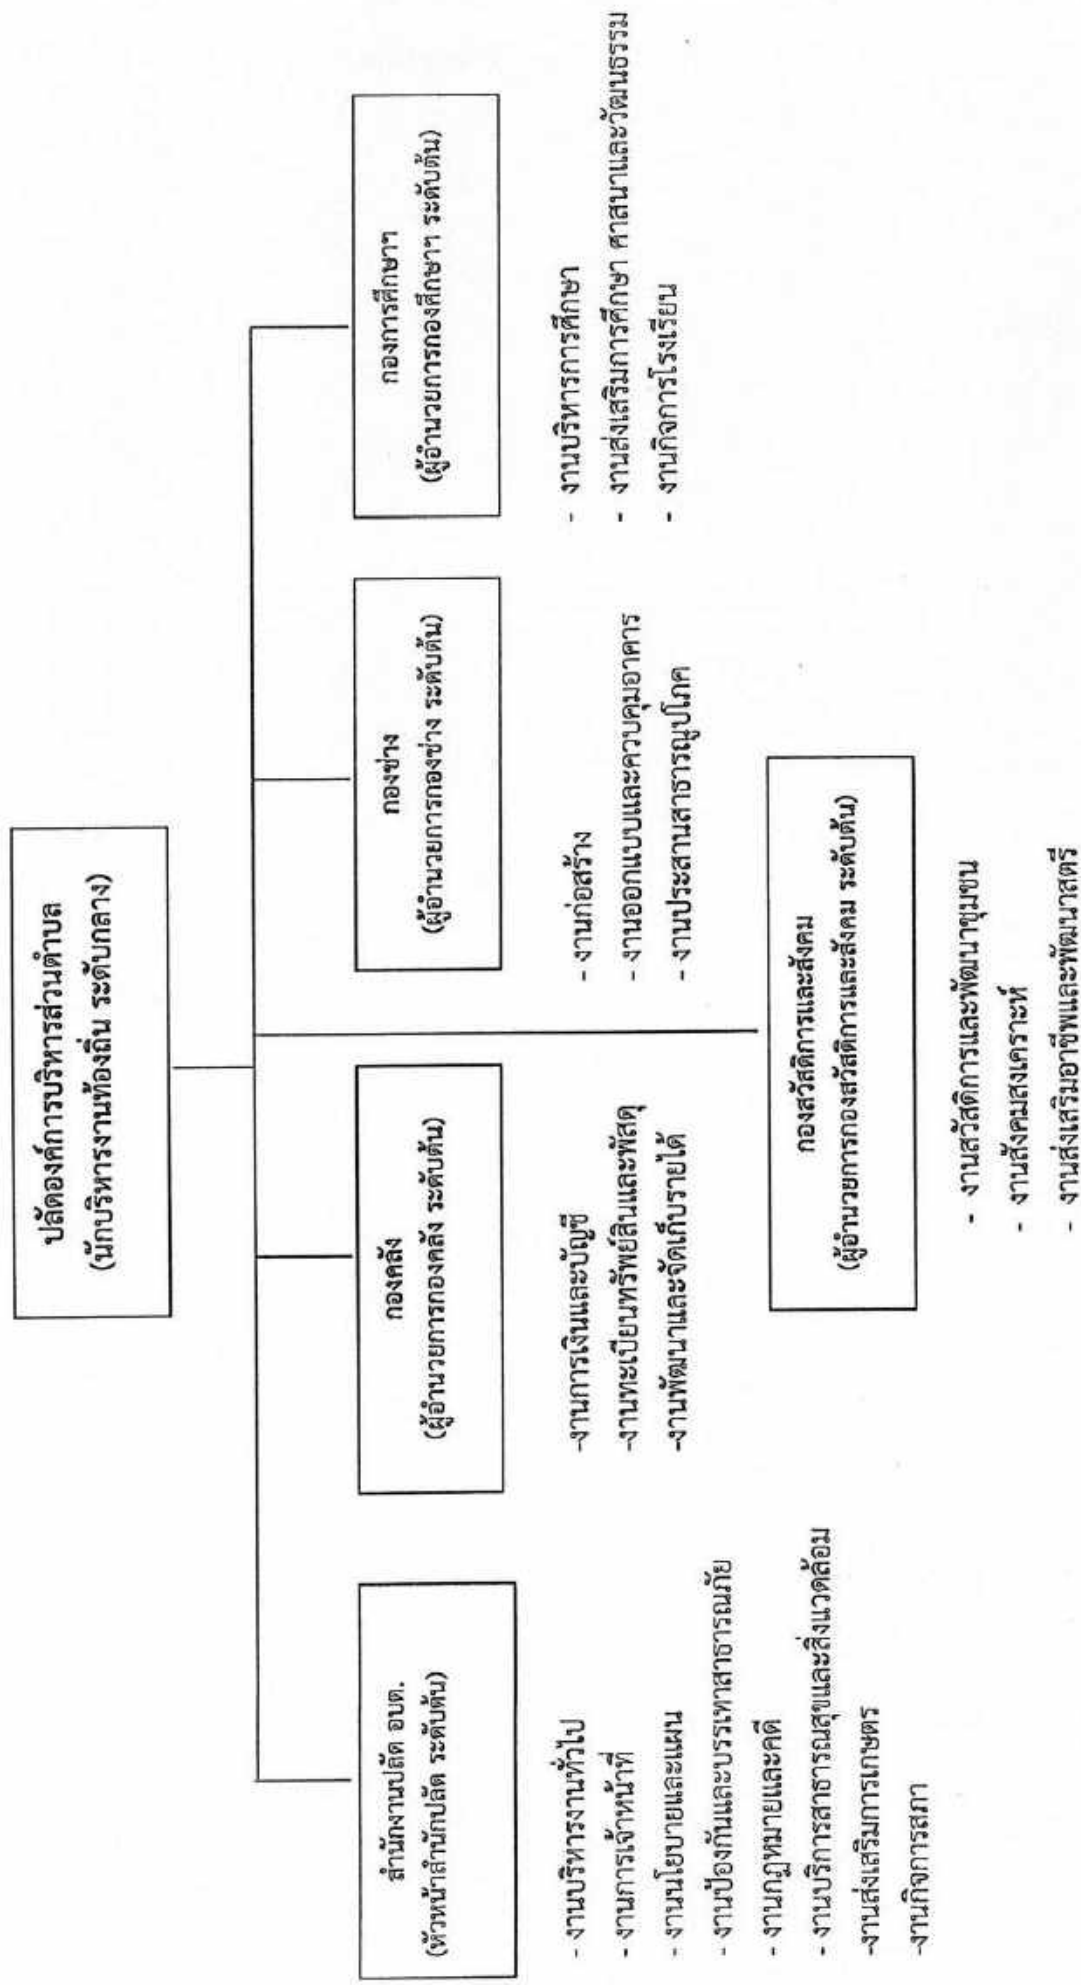 ปลัดองค์การบริหารส่วนตำบล
(นักบริหารงานท้องถิ่น ระดับกลาง)
สำนักงานปลัด อบต.
(หัวหน้าสำนักปลัด ระดับต้น)
- งานบริหารงานทั่วไป
- งานการเจ้าหน้าที่
- งานนโยบายและแผน
- งานป้องกันและบรรเทาสาธารณภัย
- งานกฎหมายและคดี
- งานบริการสาธารณสุขและสิ่งแวดล้อม
-งานส่งเสริมการเกษตร
-งานกิจการสภา
กองคลัง
(ผู้อำนวยการกองคลัง ระดับต้น)
-งานการเงินและบัญชี
-งานทะเบียนทรัพย์สินและพัสดุ
-งานพัฒนาและจัดเก็บรายได้
กองช่าง
(ผู้อำนวยการกองช่าง ระดับต้น)
- งานก่อสร้าง
- งานออกแบบและควบคุมอาคาร
- งานประสานสาธารณูปโภค
กองการศึกษาฯ
(ผู้อำนวยการกองศึกษาฯ ระดับต้น)
- งานบริหารการศึกษา
- งานส่งเสริมการศึกษา ศาสนาและวัฒนธรรม
- งานกิจการโรงเรียน
กองสวัสดิการและสังคม
(ผู้อำนวยการกองสวัสดิการและสังคม ระดับต้น)
- งานสวัสดิการและพัฒนาชุมชน
- งานสังคมสงเคราะห์
- งานส่งเสริมอาชีพและพัฒนาสตรี